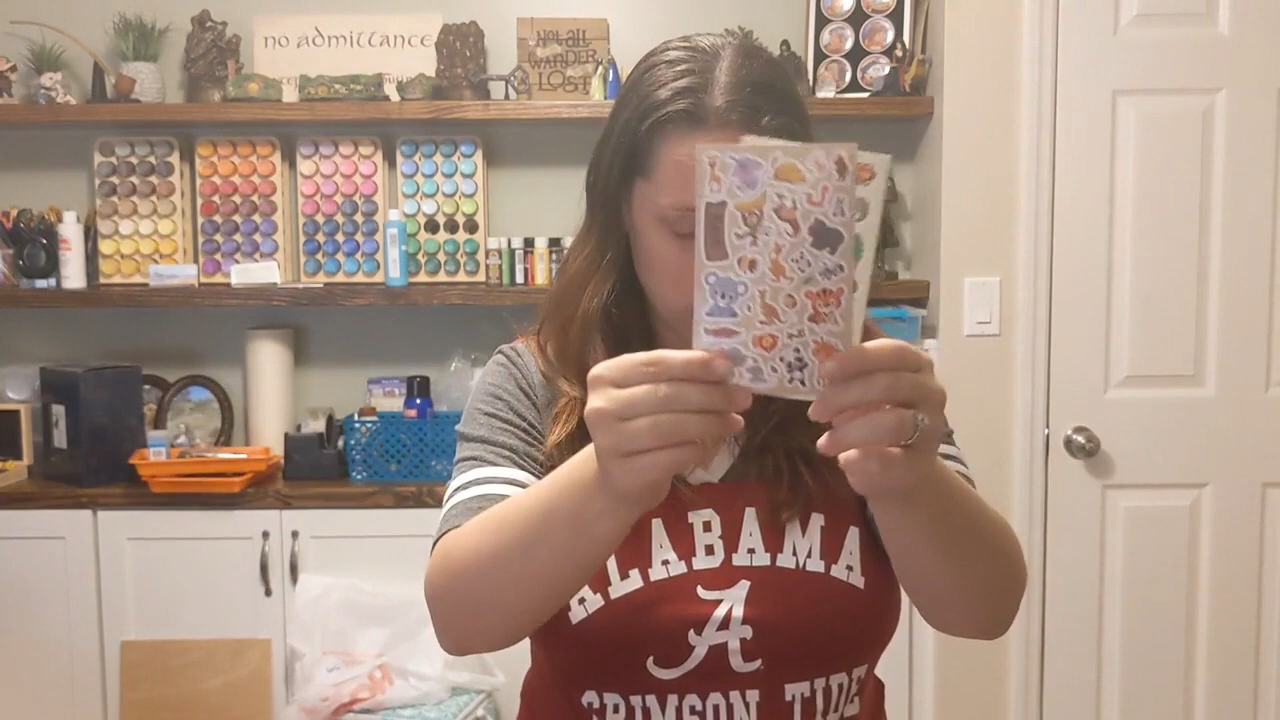 no admittance
NOT ALL
WANDER
LOST
ALABAMA
A
CRIMSON TIDE